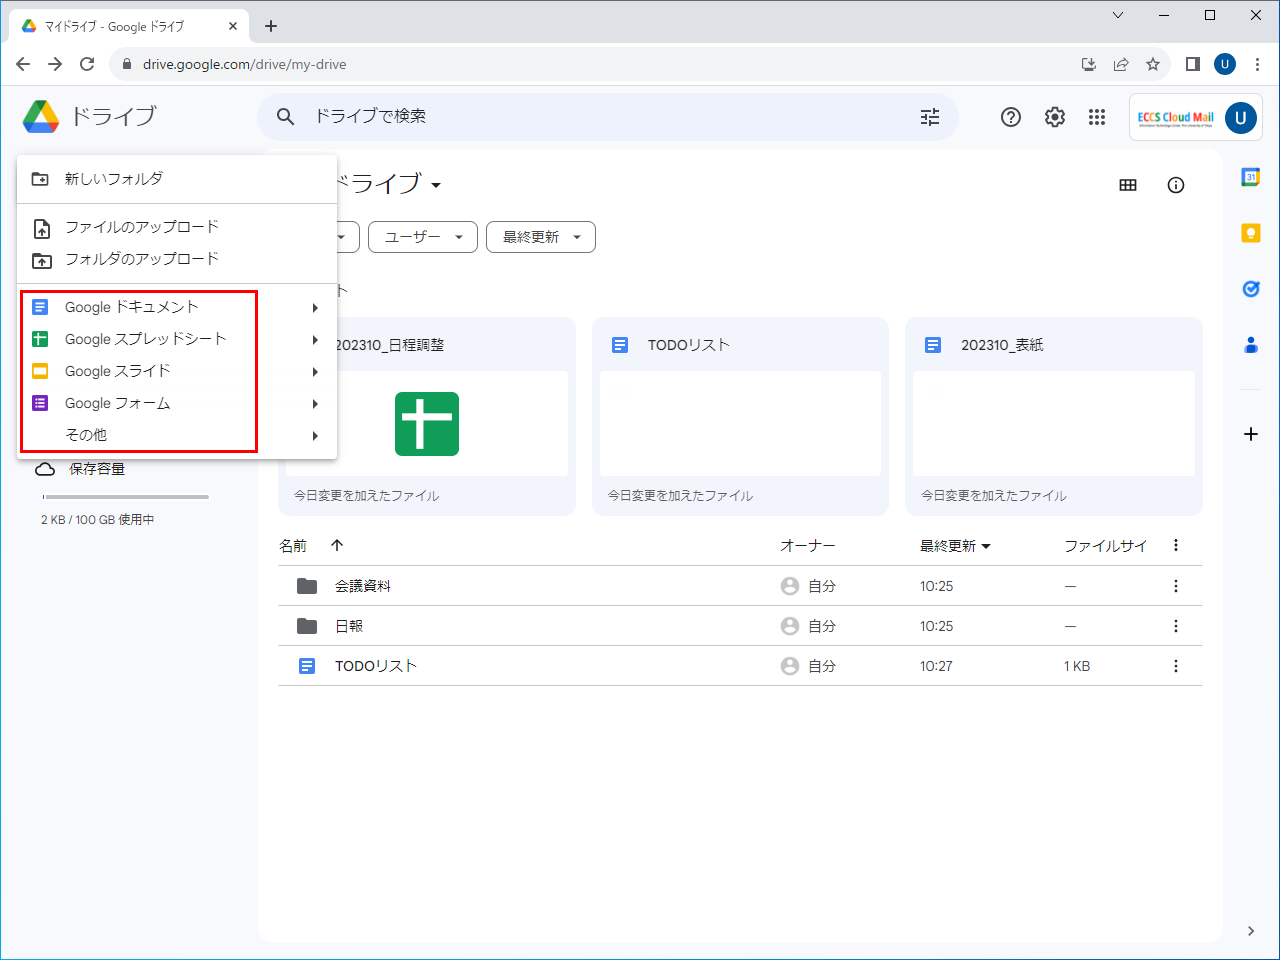 マイドライブ - Google ドライブ
drive.google.com/drive/my-drive
U
ドライブ
ドライブで検索
ECCS Cloud Mail
Information Technology Center, The University of Tokyo
U
新しいフォルダ
ファイルのアップロード
フォルダのアップロード
Google ドキュメント
Google スプレッドシート
Google スライド
Google フォーム
その他
保存容量
2 KB / 100 GB 使用中
ドライブ
ユーザー
最終更新
ト
31
202310_日程調整
TODOリスト
202310_表紙
今日変更を加えたファイル
今日変更を加えたファイル
今日変更を加えたファイル
名前
オーナー
最終更新
ファイルサイ
会議資料
自分
10:25
—
日報
自分
10:25
—
TODOリスト
自分
10:27
1 KB